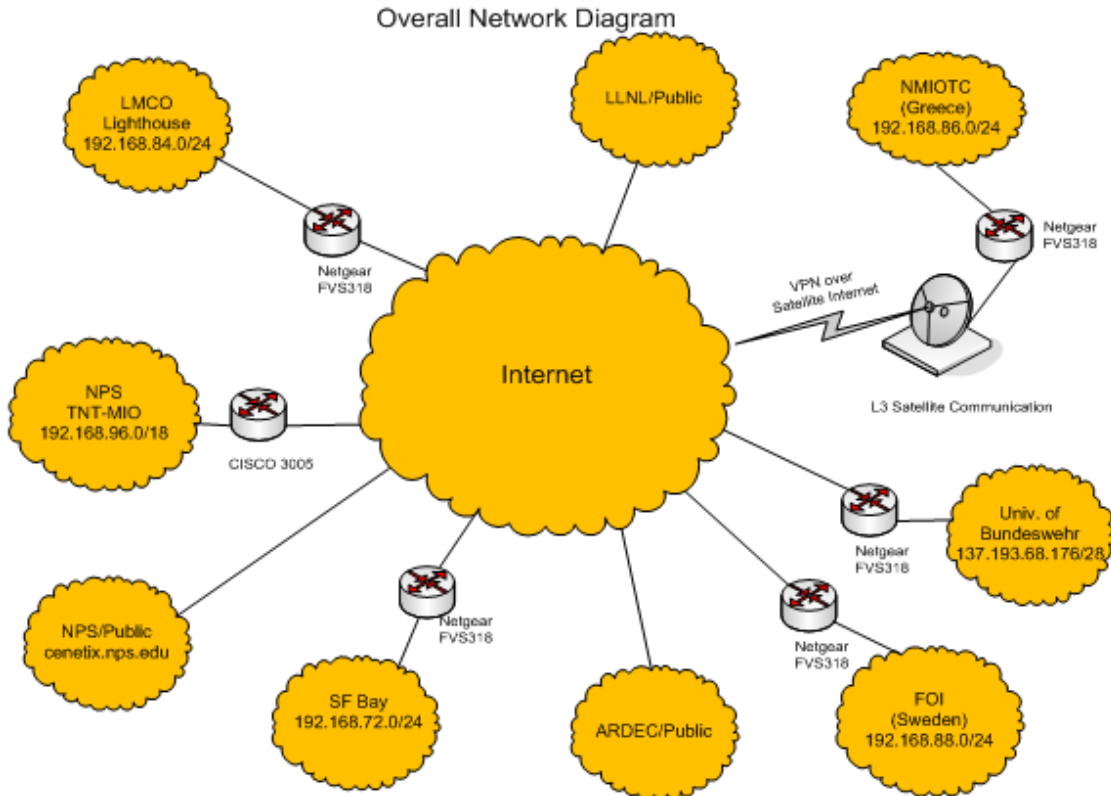 Overall Network Diagram
LMCO
Lighthouse
192.168.84.0/24
LLNL/Public
NMIOTC
(Greece)
192.168.86.0/24
Netgear
FVS318
Netgear
FVS318
VPN over
Satellite Internet
Internet
L3 Satellite Communication
NPS
TNT-MIO
192.168.96.0/18
CISCO 3005
Univ. of
Bundeswehr
137.193.68.176/28
Netgear
FVS318
NPS/Public
cenetix.nps.edu
Netgear
FVS318
Netgear
FVS318
SF Bay
192.168.72.0/24
ARDEC/Public
FOI
(Sweden)
192.168.88.0/24